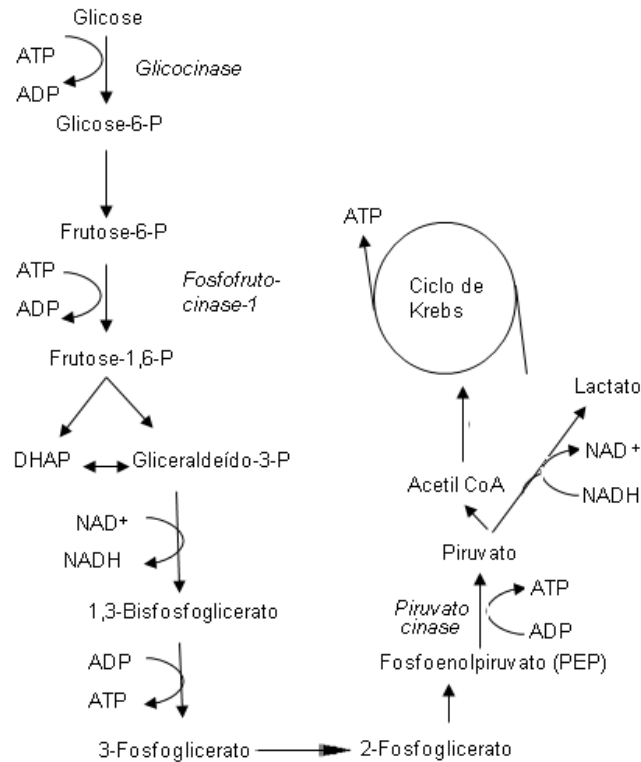 Glicose
ATP
Glicocinase
ADP
Glicose-6-P
Frutose-6-P
ATP
Fosfofruto-
cinase-1
ADP
Frutose-1,6-P
DHAP
Gliceraldeído-3-P
NAD+
NADH
1,3-Bisfosfoglicerato
ADP
ATP
3-Fosfoglicerato
2-Fosfoglicerato
Fosfoenolpiruvato (PEP)
Piruvato
cinase
ATP
ADP
Piruvato
Acetil CoA
Lactato
NAD+
NADH
Ciclo de
Krebs
ATP